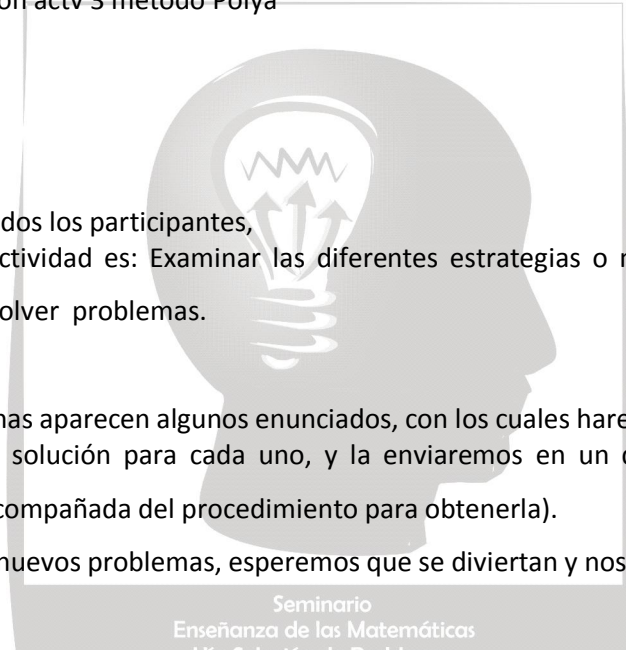 actv 3 método Polya
dos los participantes,
ctividad es: Examinar las diferentes estrategias o
olver problemas.
nas aparecen algunos enunciados, con los cuales hare
solución para cada uno, y la enviaremos en un
compañada del procedimiento para obtenerla).
nuevos problemas, esperemos que se diviertan y nos
Seminario
Enseñanza de las Matemáticas